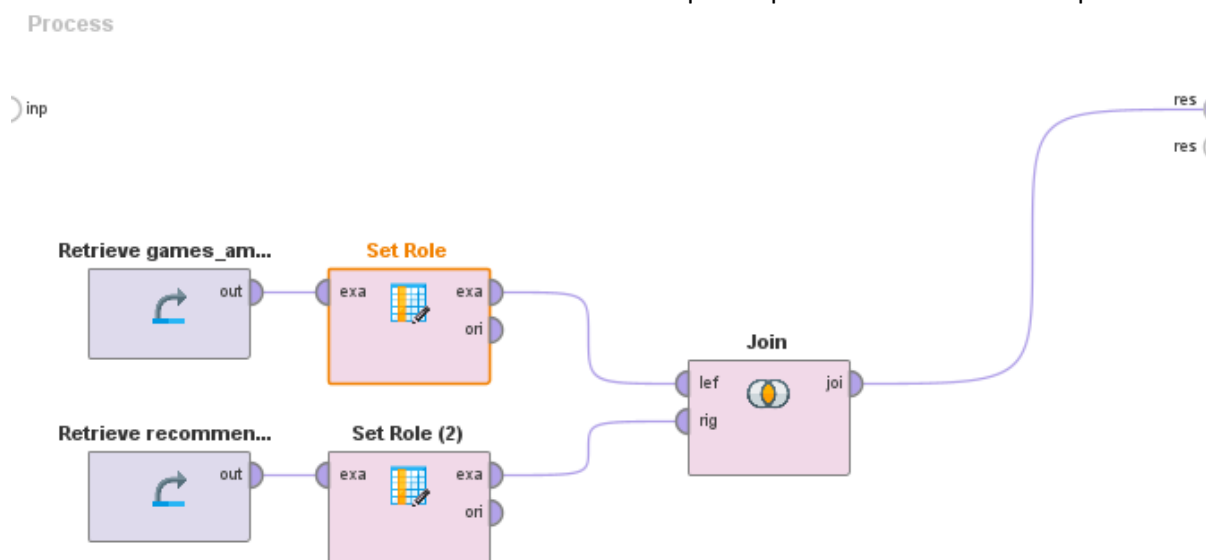 Process
inp
res
res
Retrieve games_am...
out
Set Role
exa
exa
ori
Join
lef
joi
rig
Retrieve recommen...
out
Set Role (2)
exa
exa
ori